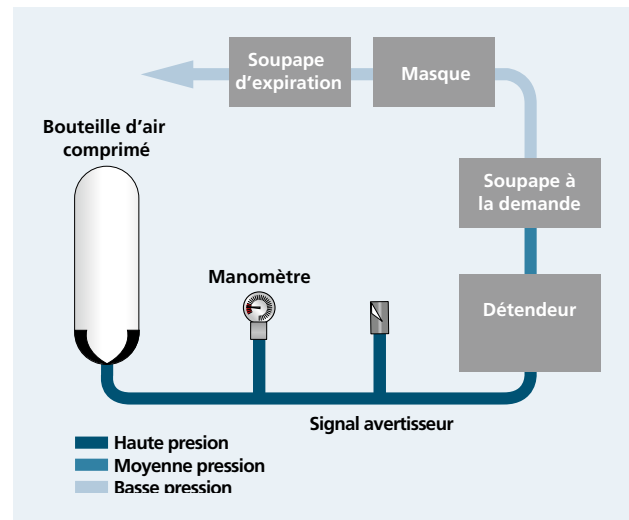 Soupape
d’expiration
Masque
Bouteille d’air
comprimé
Soupape à
la demande
Manomètre
Détendeur
Signal avertisseur
Haute presion
Moyenne pression
Basse pression